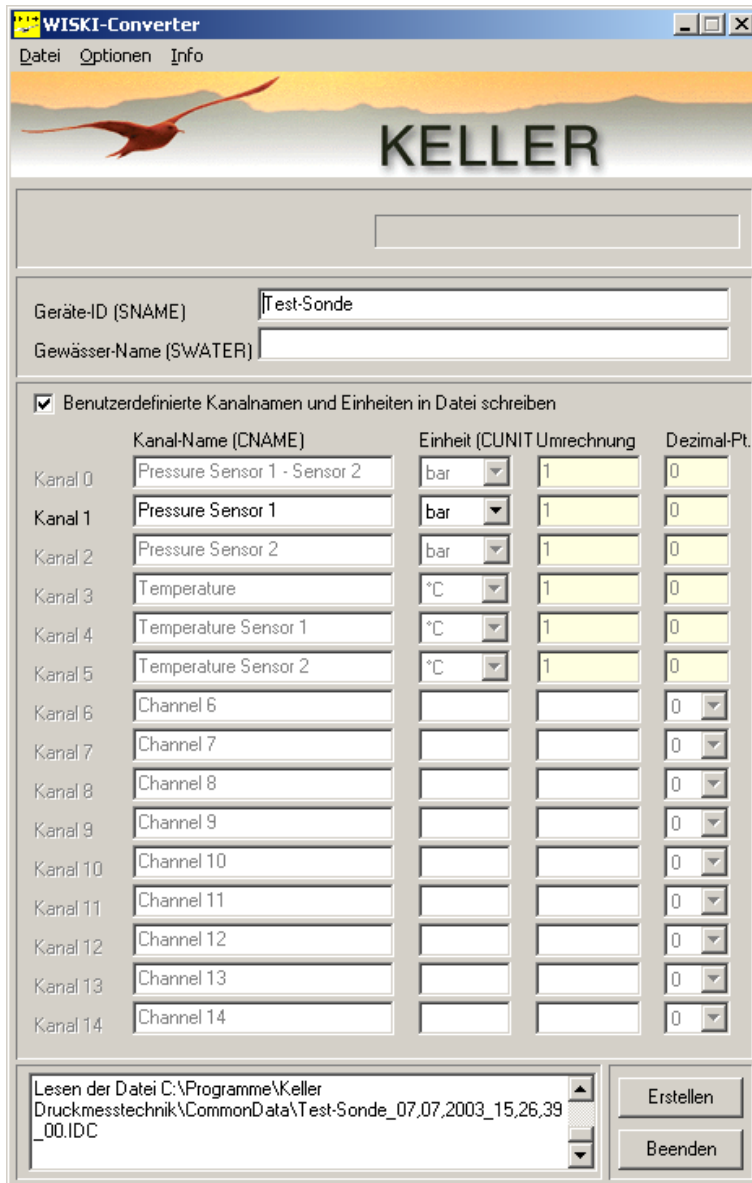 WISKI-Converter
Datei Optionen Info
KELLER
Geräte-ID (SNAME) Test-Sonde
Gewässer-Name (SWATER)
Benutzerdefinierte Kanalnamen und Einheiten in Datei schreiben
Kanal-Name (CNAME) Einheit (CUNIT Umrechnung Dezimal-Pt.
Kanal 0 Pressure Sensor 1 - Sensor 2 bar 1 0
Kanal 1 Pressure Sensor 1 bar 1 0
Kanal 2 Pressure Sensor 2 bar 1 0
Kanal 3 Temperature °C 1 0
Kanal 4 Temperature Sensor 1 °C 1 0
Kanal 5 Temperature Sensor 2 °C 1 0
Kanal 6 Channel 6 0
Kanal 7 Channel 7 0
Kanal 8 Channel 8 0
Kanal 9 Channel 9 0
Kanal 10 Channel 10 0
Kanal 11 Channel 11 0
Kanal 12 Channel 12 0
Kanal 13 Channel 13 0
Kanal 14 Channel 14 0
Lesen der Datei C:\Programme\Keller
Druckmesstechnik\CommonData\Test-Sonde_07,07,2003_15,26,39
_00.IDC
Erstellen
Beenden